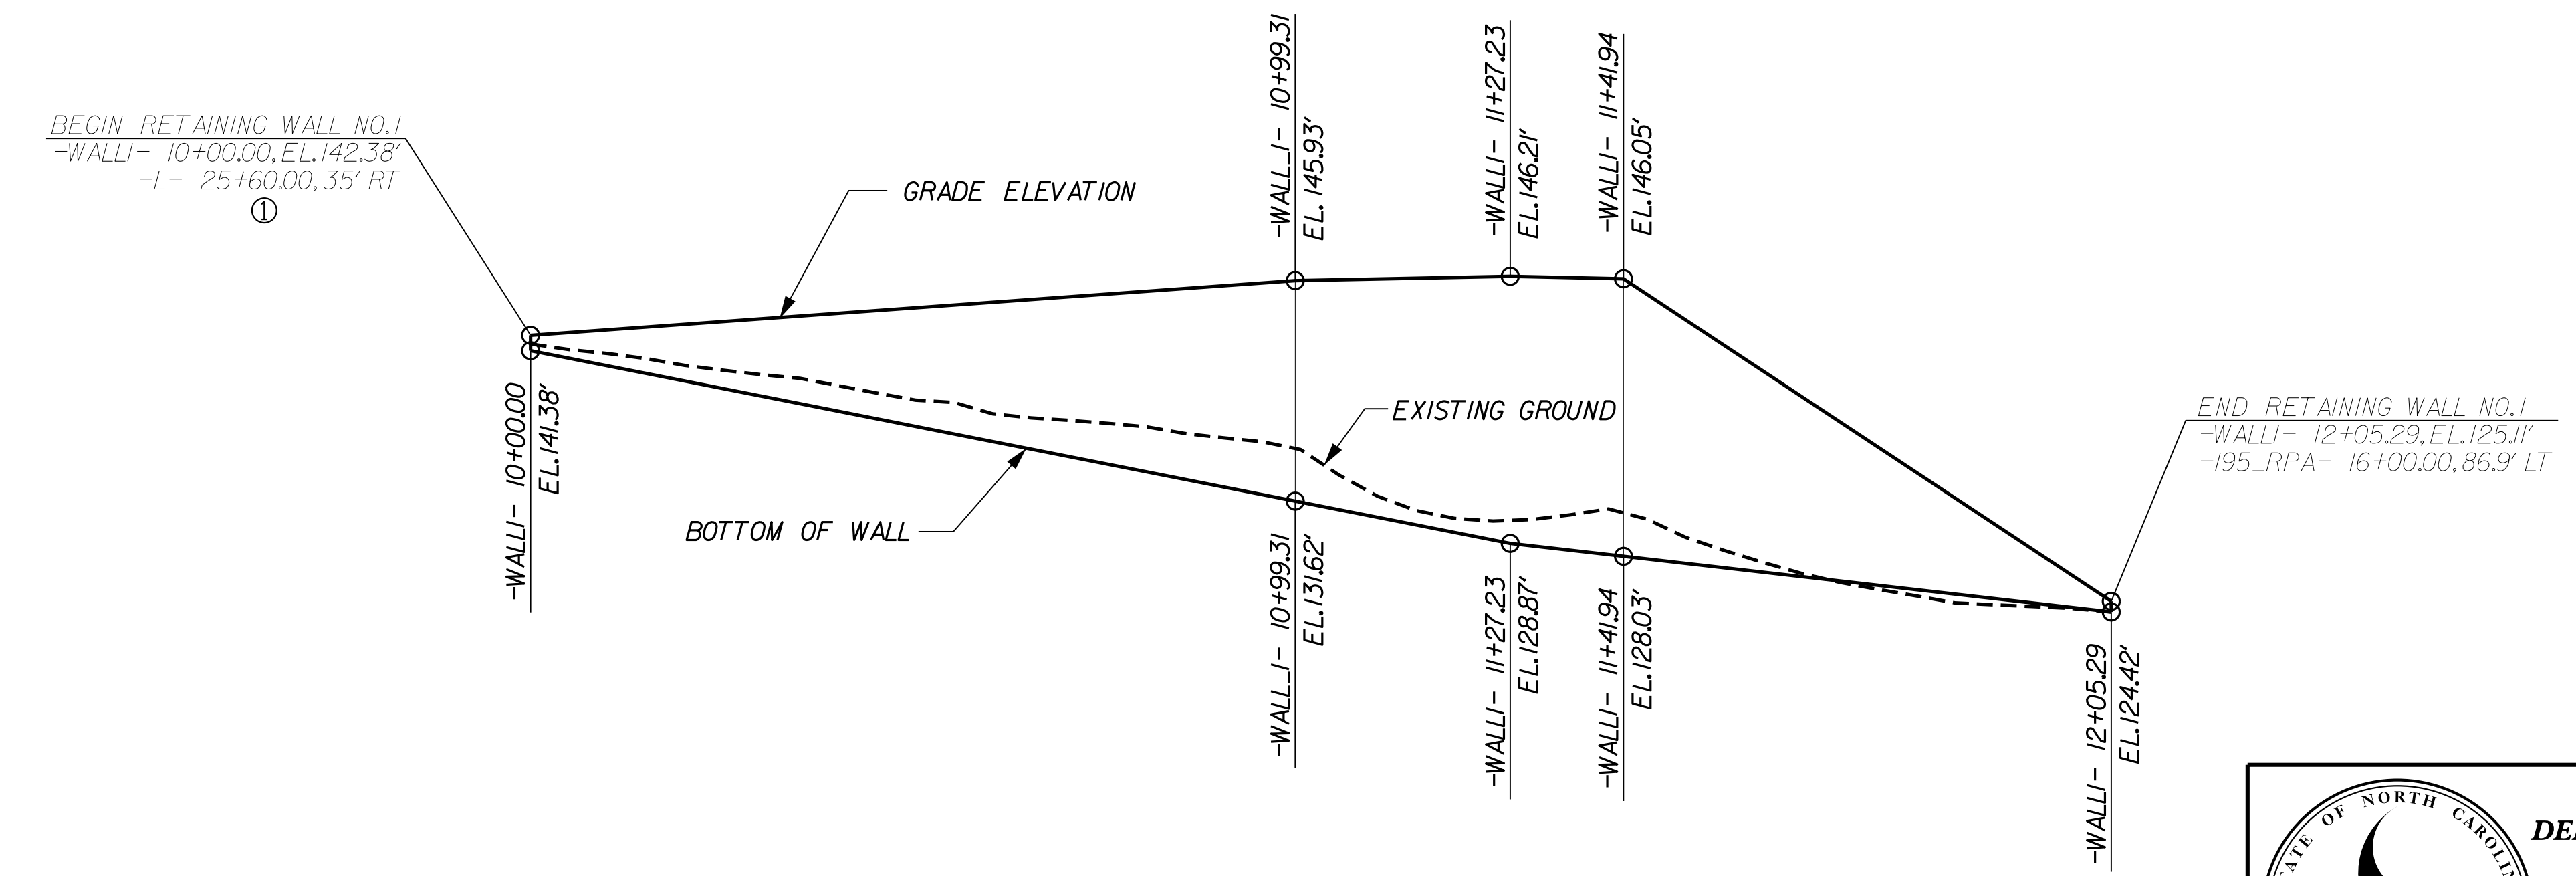 BEGIN RETAINING WALL NO.1
-WALL1- 10+00.00,EL.142.38'
-L- 25+60.00,35' RT
1
GRADE ELEVATION
-WALL_1- 10+99.31
EL.145.93'
-WALL1- 11+27.23
EL.146.21'
-WALL1- 11+41.94
EL.146.05'
-WALL1- 10+00.00
EL.141.38'
BOTTOM OF WALL
EXISTING GROUND
-WALL_1- 10+99.31
EL.131.62'
-WALL1- 11+27.23
EL.128.87'
-WALL1- 11+41.94
EL.128.03'
END RETAINING WALL NO.1
-WALL1- 12+05.29,EL.125.11'
-I95_RPA- 16+00.00,86.9' LT
-WALL1- 12+05.29
EL.124.42'
ATE OF NORTH CAROLIN